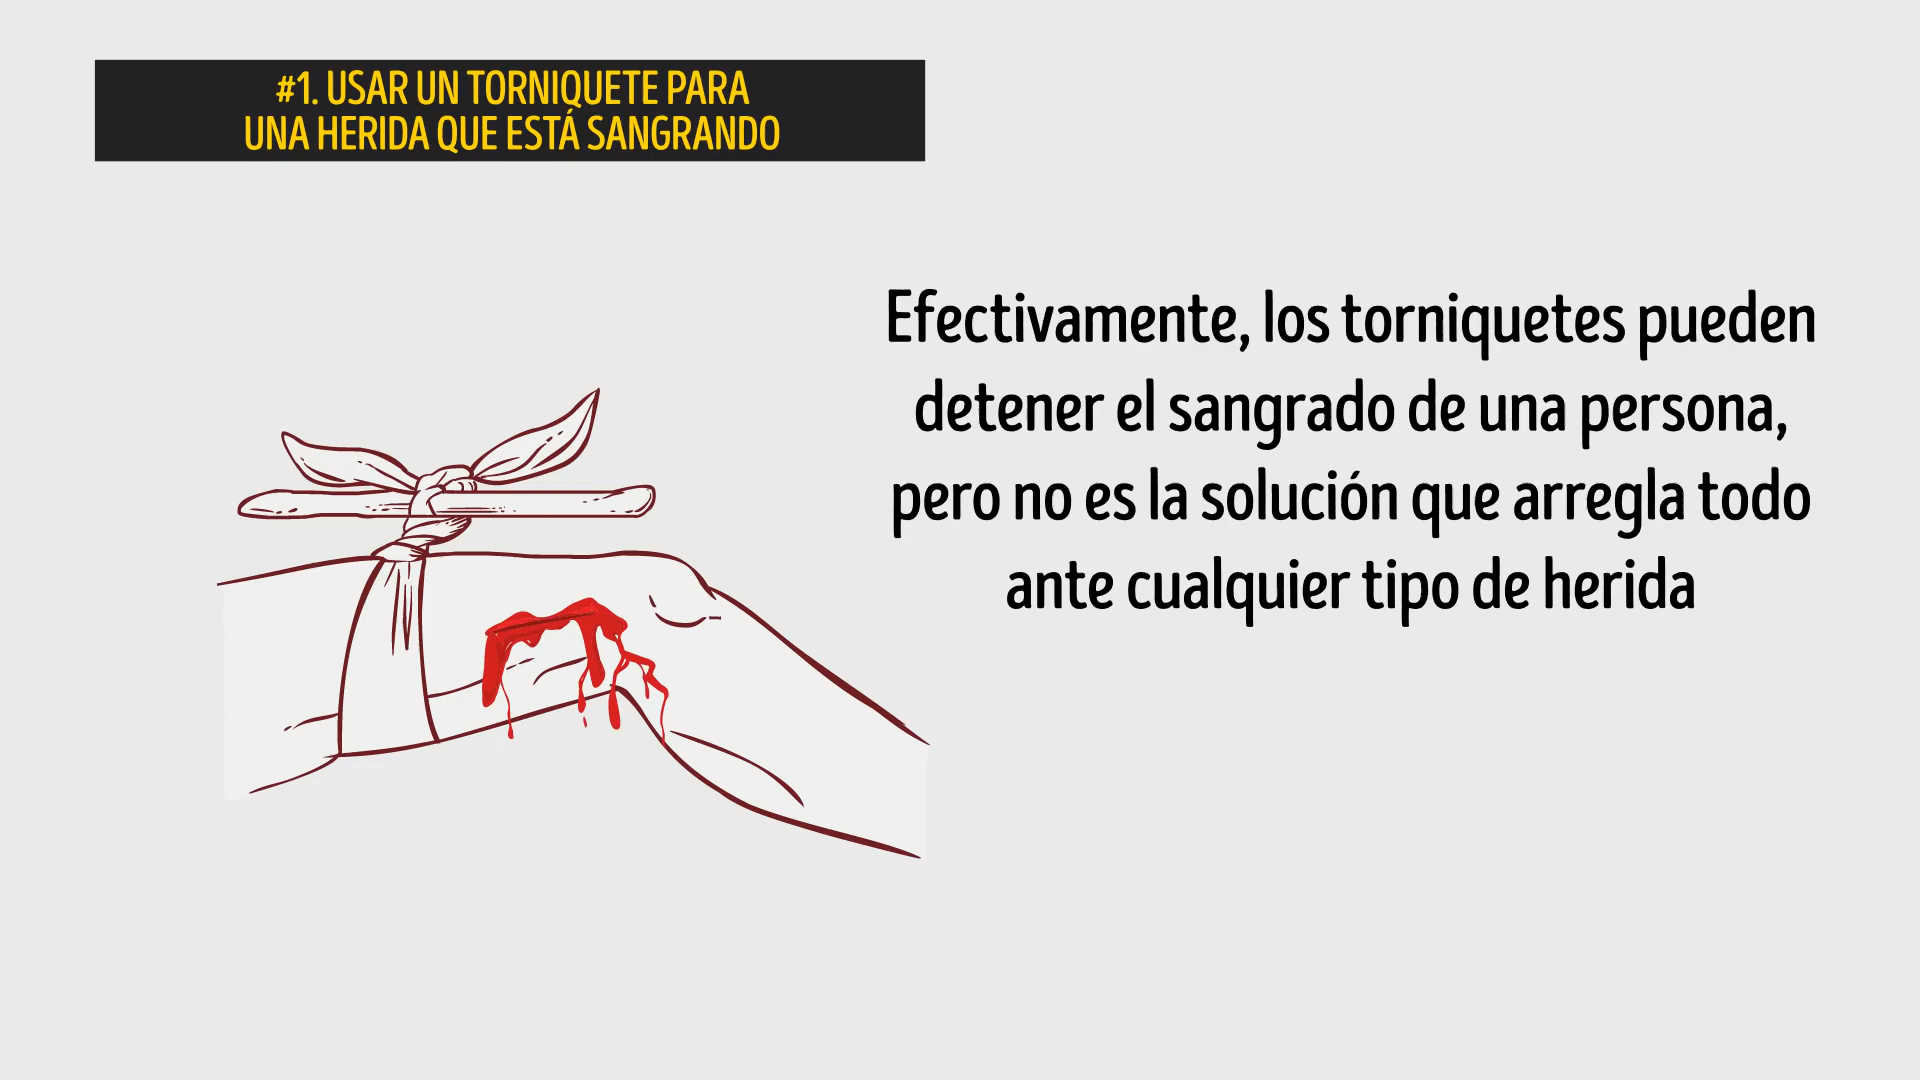 #1. USAR UN TORNIQUETE PARA
UNA HERIDA QUE ESTÁ SANGRANDO
Efectivamente, los torniquetes pueden
detener el sangrado de una persona,
pero no es la solución que arregla todo
ante cualquier tipo de herida